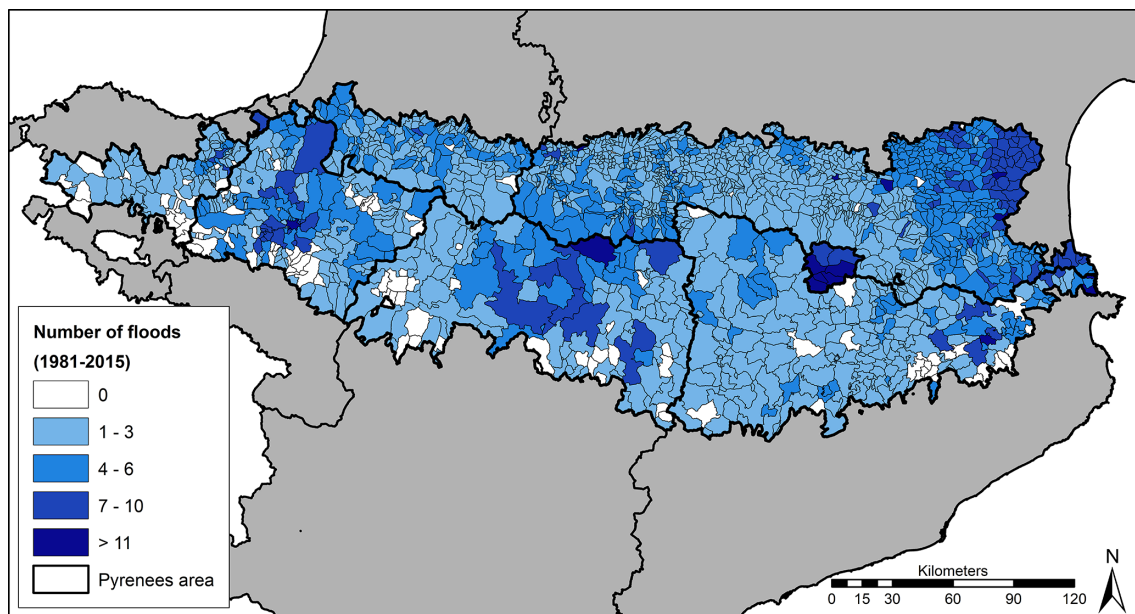 Number of floods
(1981-2015)
0
1 - 3
4 - 6
7 - 10
> 11
Pyrenees area
N
Kilometers
0 15 30 60 90 120